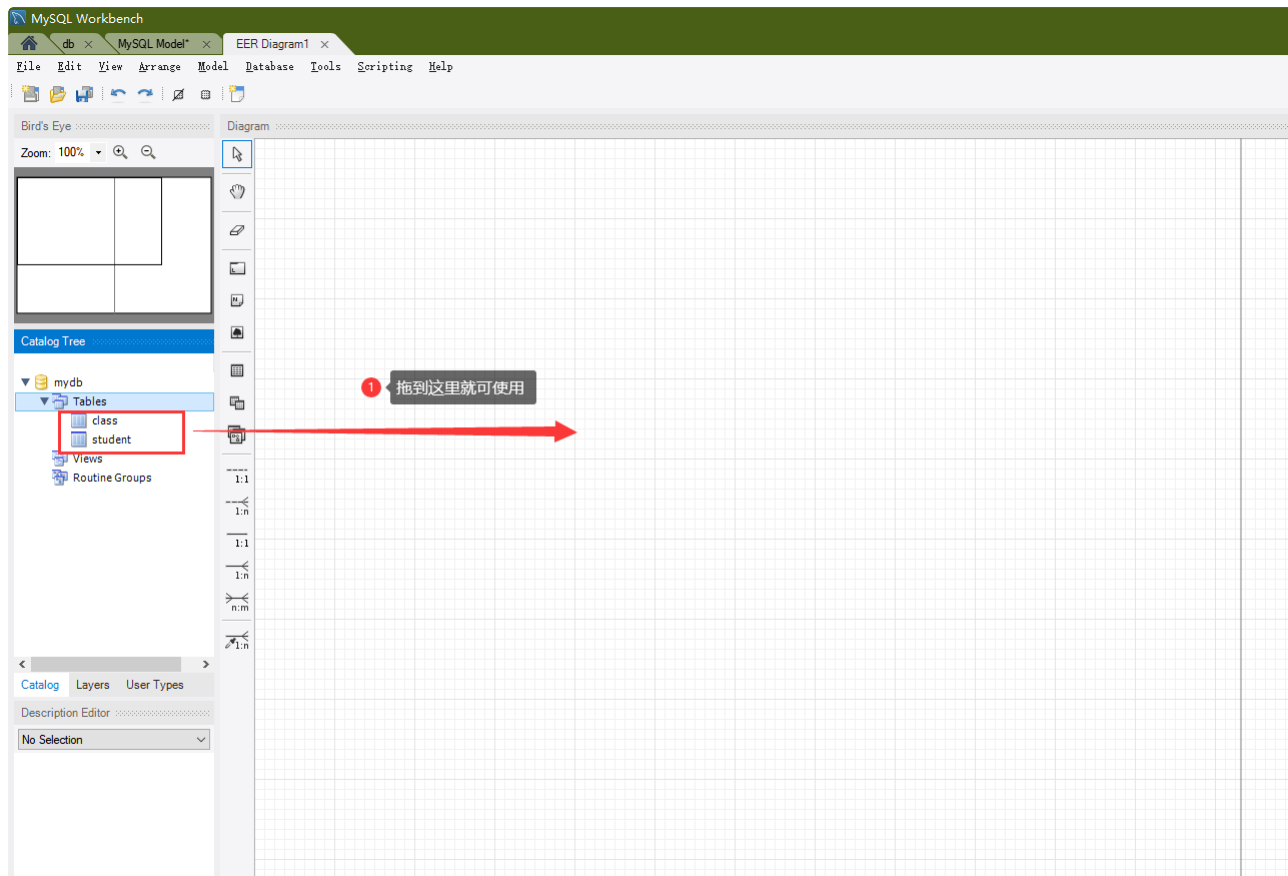 MySQL Workbench
db × MySQL Model* × EER Diagram1 ×
File Edit View Arrange Model Database Tools Scripting Help
Bird's Eye
Diagram
Zoom: 100%
Catalog Tree
mydb
Tables
class
student
Views
Routine Groups
1 拖到这里就可使用
1:1
1:n
1:1
1:n
n:m
1:n
Catalog Layers User Types
Description Editor
No Selection